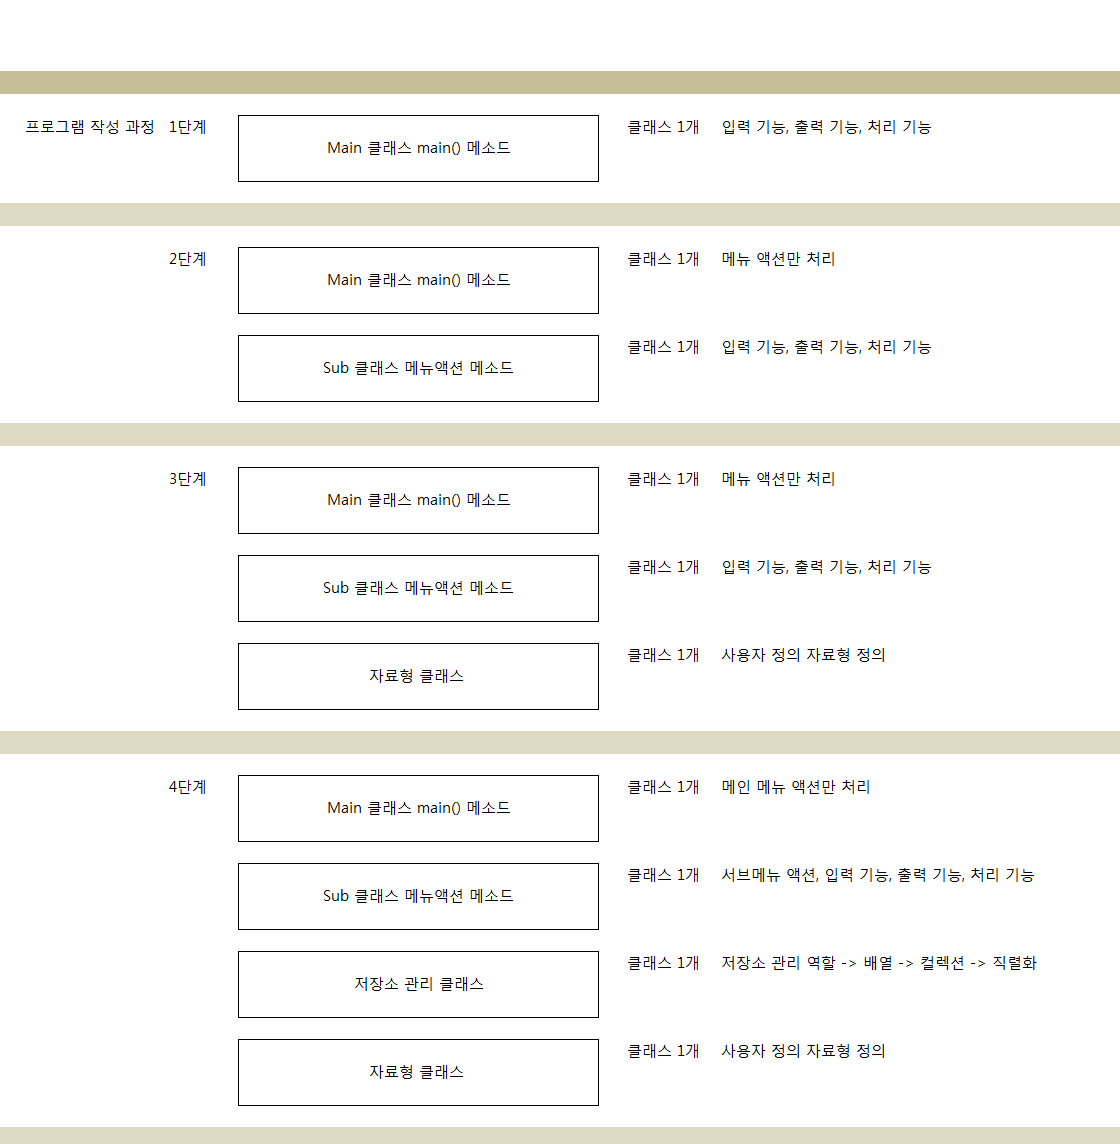 프로그램 작성 과정 1단계 Main 클래스 main() 메소드 클래스 1개 입력 기능, 출력 기능, 처리 기능
2단계 Main 클래스 main() 메소드 클래스 1개 메뉴 액션만 처리
Sub 클래스 메뉴액션 메소드 클래스 1개 입력 기능, 출력 기능, 처리 기능
3단계 Main 클래스 main() 메소드 클래스 1개 메뉴 액션만 처리
Sub 클래스 메뉴액션 메소드 클래스 1개 입력 기능, 출력 기능, 처리 기능
자료형 클래스 클래스 1개 사용자 정의 자료형 정의
4단계 Main 클래스 main() 메소드 클래스 1개 메인 메뉴 액션만 처리
Sub 클래스 메뉴액션 메소드 클래스 1개 서브메뉴 액션, 입력 기능, 출력 기능, 처리 기능
저장소 관리 클래스 클래스 1개 저장소 관리 역할 -> 배열 -> 컬렉션 -> 직렬화
자료형 클래스 클래스 1개 사용자 정의 자료형 정의